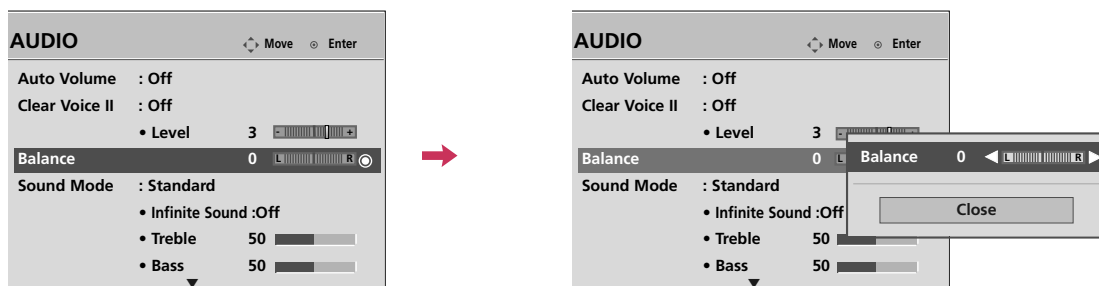 AUDIO Move Enter
Auto Volume : Off
Clear Voice II : Off
• Level 3 - +
Balance 0 L R
Sound Mode : Standard
• Infinite Sound :Off
• Treble 50
• Bass 50
AUDIO Move Enter
Auto Volume : Off
Clear Voice II : Off
• Level 3 -
Balance 0 L
Sound Mode : Standard
• Infinite Sound :Off
• Treble 50
• Bass 50
Balance 0 L R
Close